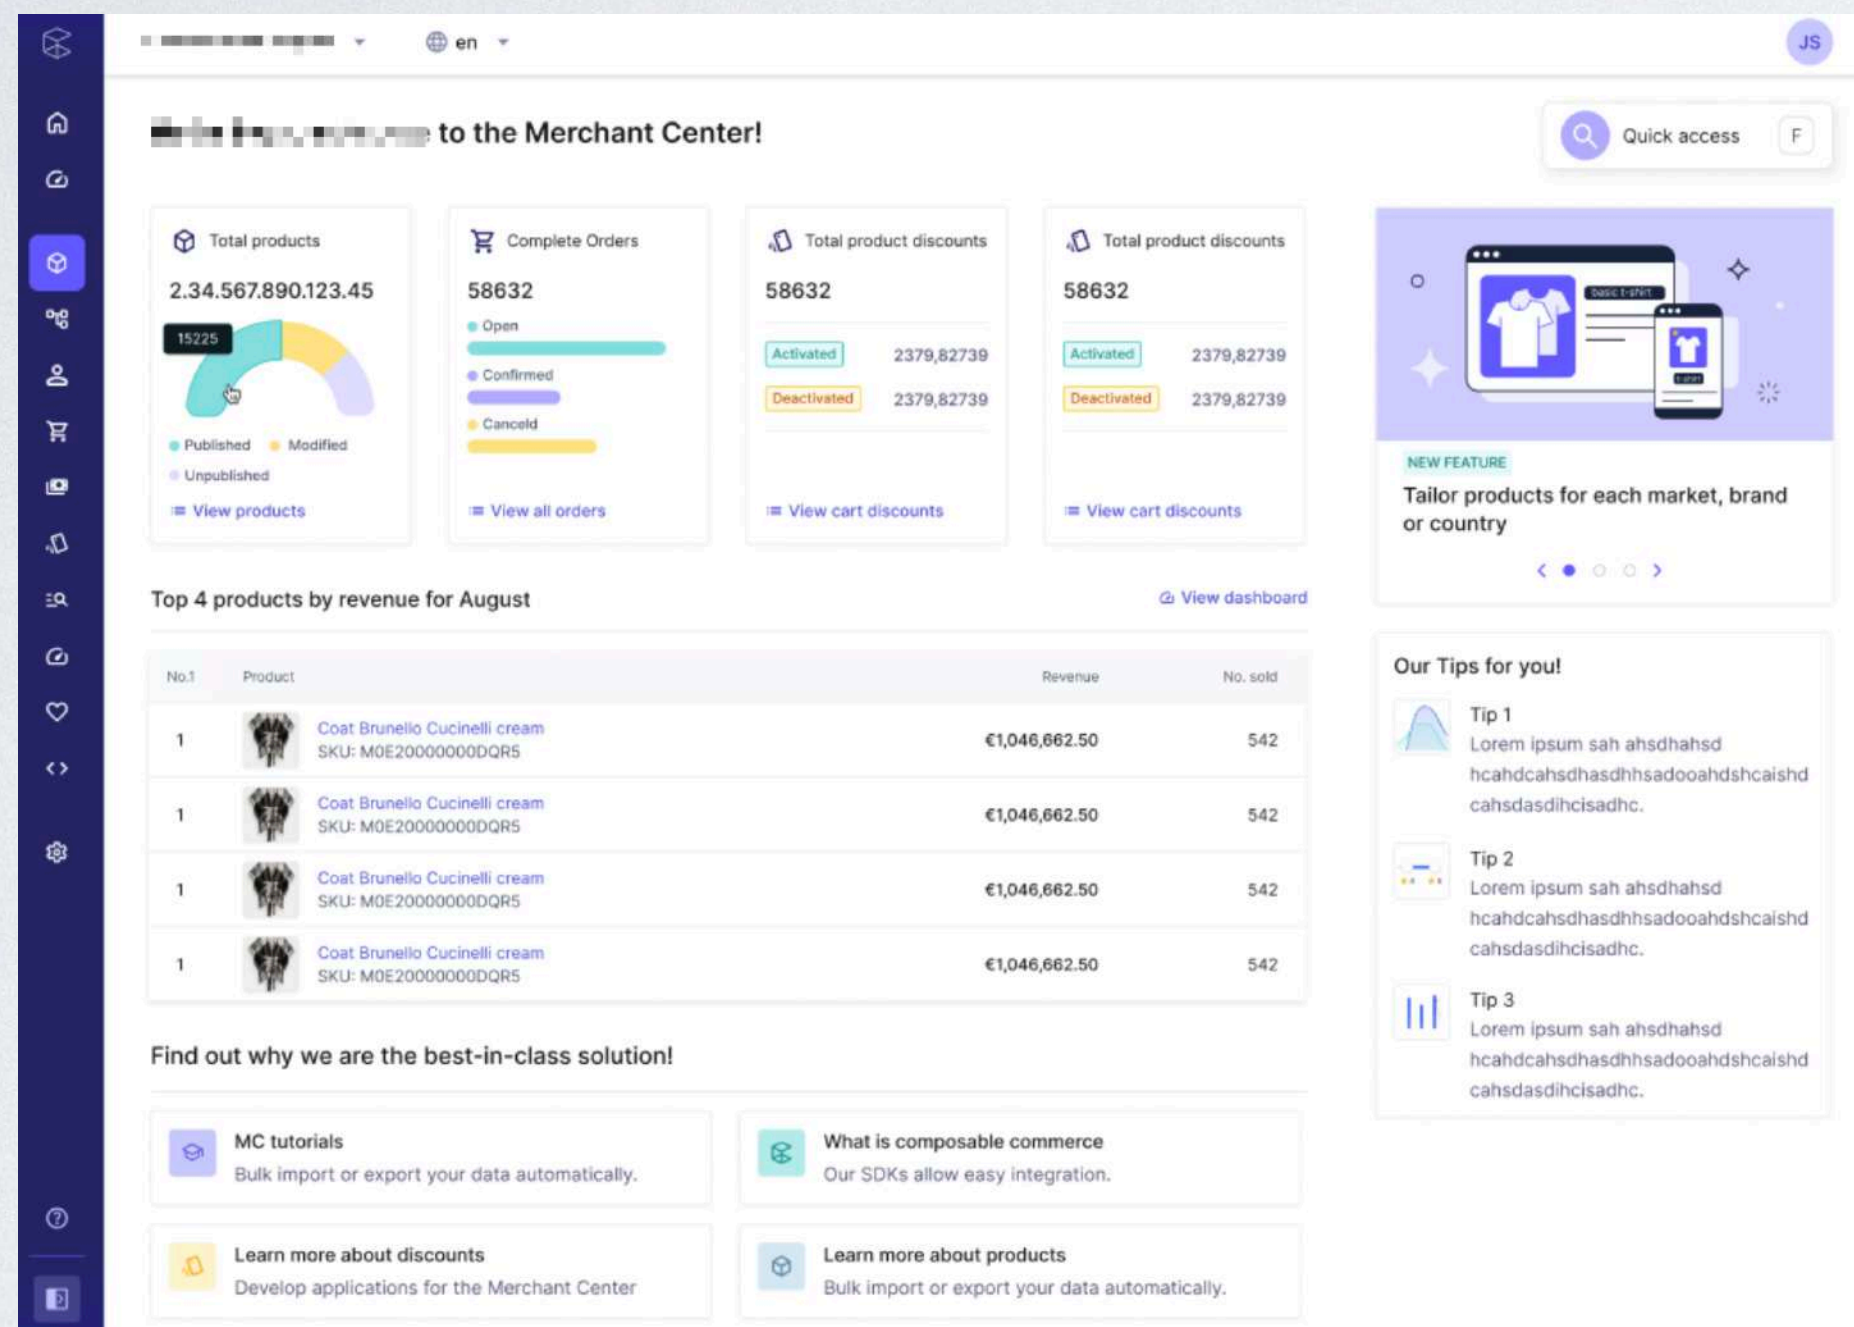 en
JS
to the Merchant Center!
Quick access F
Total products
2.34.567.890.123.45
15225
Published Modified
Unpublished
View products
Complete Orders
58632
Open
Confirmed
Canceld
View all orders
Total product discounts
58632
Activated 2379,82739
Deactivated 2379,82739
View cart discounts
Total product discounts
58632
Activated 2379,82739
Deactivated 2379,82739
View cart discounts
basic t-shirt
t-shirt
NEW FEATURE
Tailor products for each market, brand
or country
Top 4 products by revenue for August
View dashboard
No.1 Product Revenue No. sold
1 Coat Brunello Cucinelli cream €1,046,662.50 542
SKU: M0E20000000DQR5
1 Coat Brunello Cucinelli cream €1,046,662.50 542
SKU: M0E20000000DQR5
1 Coat Brunello Cucinelli cream €1,046,662.50 542
SKU: M0E20000000DQR5
1 Coat Brunello Cucinelli cream €1,046,662.50 542
SKU: M0E20000000DQR5
Our Tips for you!
Tip 1
Lorem ipsum sah ahsdhahsd
hcahdcahsdhasdhhsadooahdshcaishd
cahsdasdihcisadhc.
Tip 2
Lorem ipsum sah ahsdhahsd
hcahdcahsdhasdhhsadooahdshcaishd
cahsdasdihcisadhc.
Tip 3
Lorem ipsum sah ahsdhahsd
hcahdcahsdhasdhhsadooahdshcaishd
cahsdasdihcisadhc.
Find out why we are the best-in-class solution!
MC tutorials
Bulk import or export your data automatically.
What is composable commerce
Our SDKs allow easy integration.
Learn more about discounts
Develop applications for the Merchant Center
Learn more about products
Bulk import or export your data automatically.